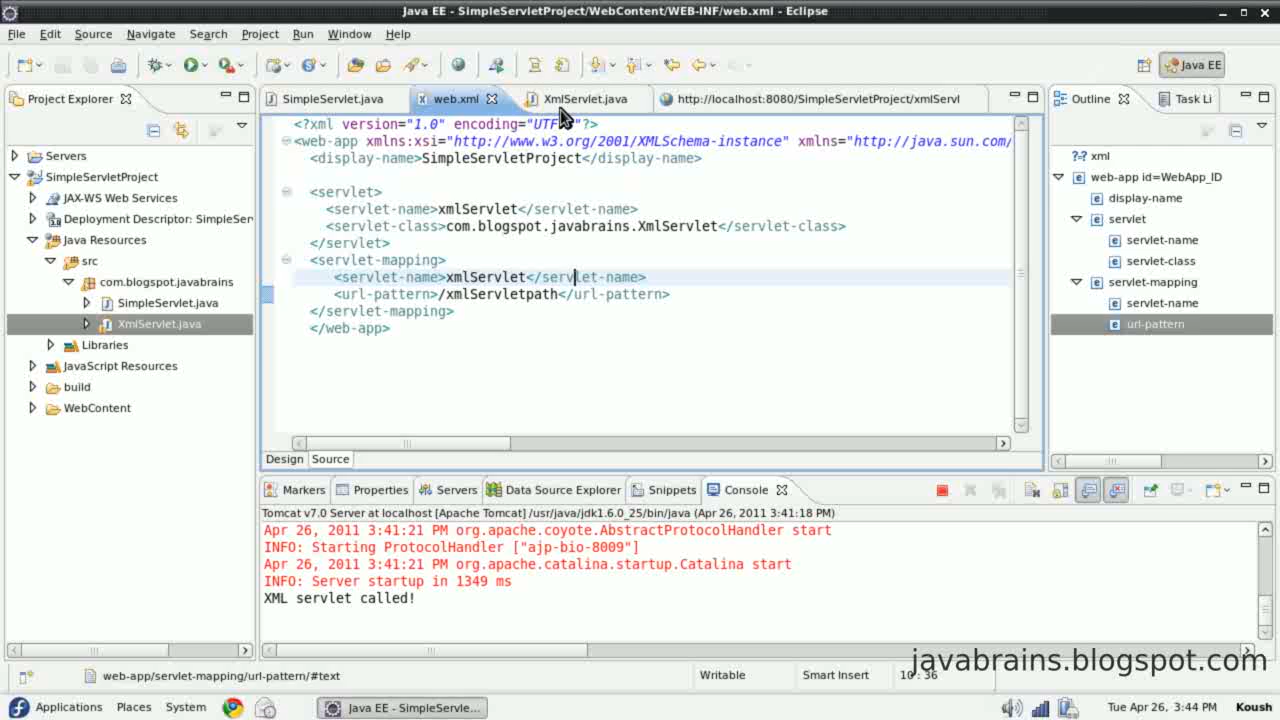 Java EE - SimpleServletProject/WebContent/WEB-INF/web.xml - Eclipse
File Edit Source Navigate Search Project Run Window Help
Java EE
Project Explorer
SimpleServlet.java
web.xml
XmlServlet.java
http://localhost:8080/SimpleServletProject/xmlServl
Outline
Task Li
Servers
SimpleServletProject
JAX-WS Web Services
Deployment Descriptor: SimpleSer
Java Resources
src
com.blogspot.javabrains
SimpleServlet.java
XmlServlet.java
Libraries
JavaScript Resources
build
WebContent
<?xml version="1.0" encoding="UTF "?>
<web-app xmlns:xsi="http://www.w3.org/2001/XMLSchema-instance" xmlns="http://java.sun.com/
<display-name>SimpleServletProject</display-name>
<servlet>
<servlet-name>xmlServlet</servlet-name>
<servlet-class>com.blogspot.javabrains.XmlServlet</servlet-class>
</servlet>
<servlet-mapping>
<servlet-name>xmlServlet</servlet-name>
<url-pattern>/xmlServletpath</url-pattern>
</servlet-mapping>
</web-app>
Design Source
xml
web-app id=WebApp_ID
display-name
servlet
servlet-name
servlet-class
servlet-mapping
servlet-name
url-pattern
Markers Properties Servers Data Source Explorer Snippets Console
Tomcat v7.0 Server at localhost [Apache Tomcat] /usr/java/jdk1.6.0_25/bin/java (Apr 26, 2011 3:41:18 PM)
Apr 26, 2011 3:41:21 PM org.apache.coyote.AbstractProtocolHandler start
INFO: Starting ProtocolHandler ["ajp-bio-8009"]
Apr 26, 2011 3:41:21 PM org.apache.catalina.startup.Catalina start
INFO: Server startup in 1349 ms
XML servlet called!
javabrains.blogspot.com
web-app/servlet-mapping/url-pattern/#text
Writable
Smart Insert
10 : 36
Applications Places System
Java EE - SimpleServle...
Tue Apr 26, 3:44 PM Koush